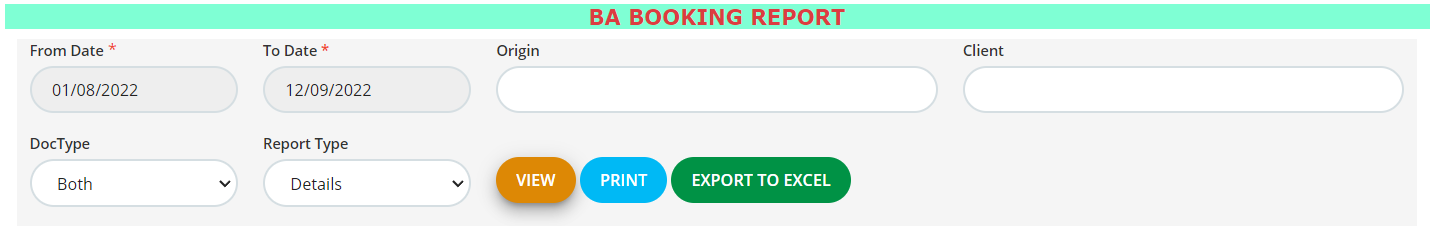 BA BOOKING REPORT
From Date * To Date * Origin Client
01/08/2022 12/09/2022
DocType Report Type
Both Details VIEW PRINT EXPORT TO EXCEL